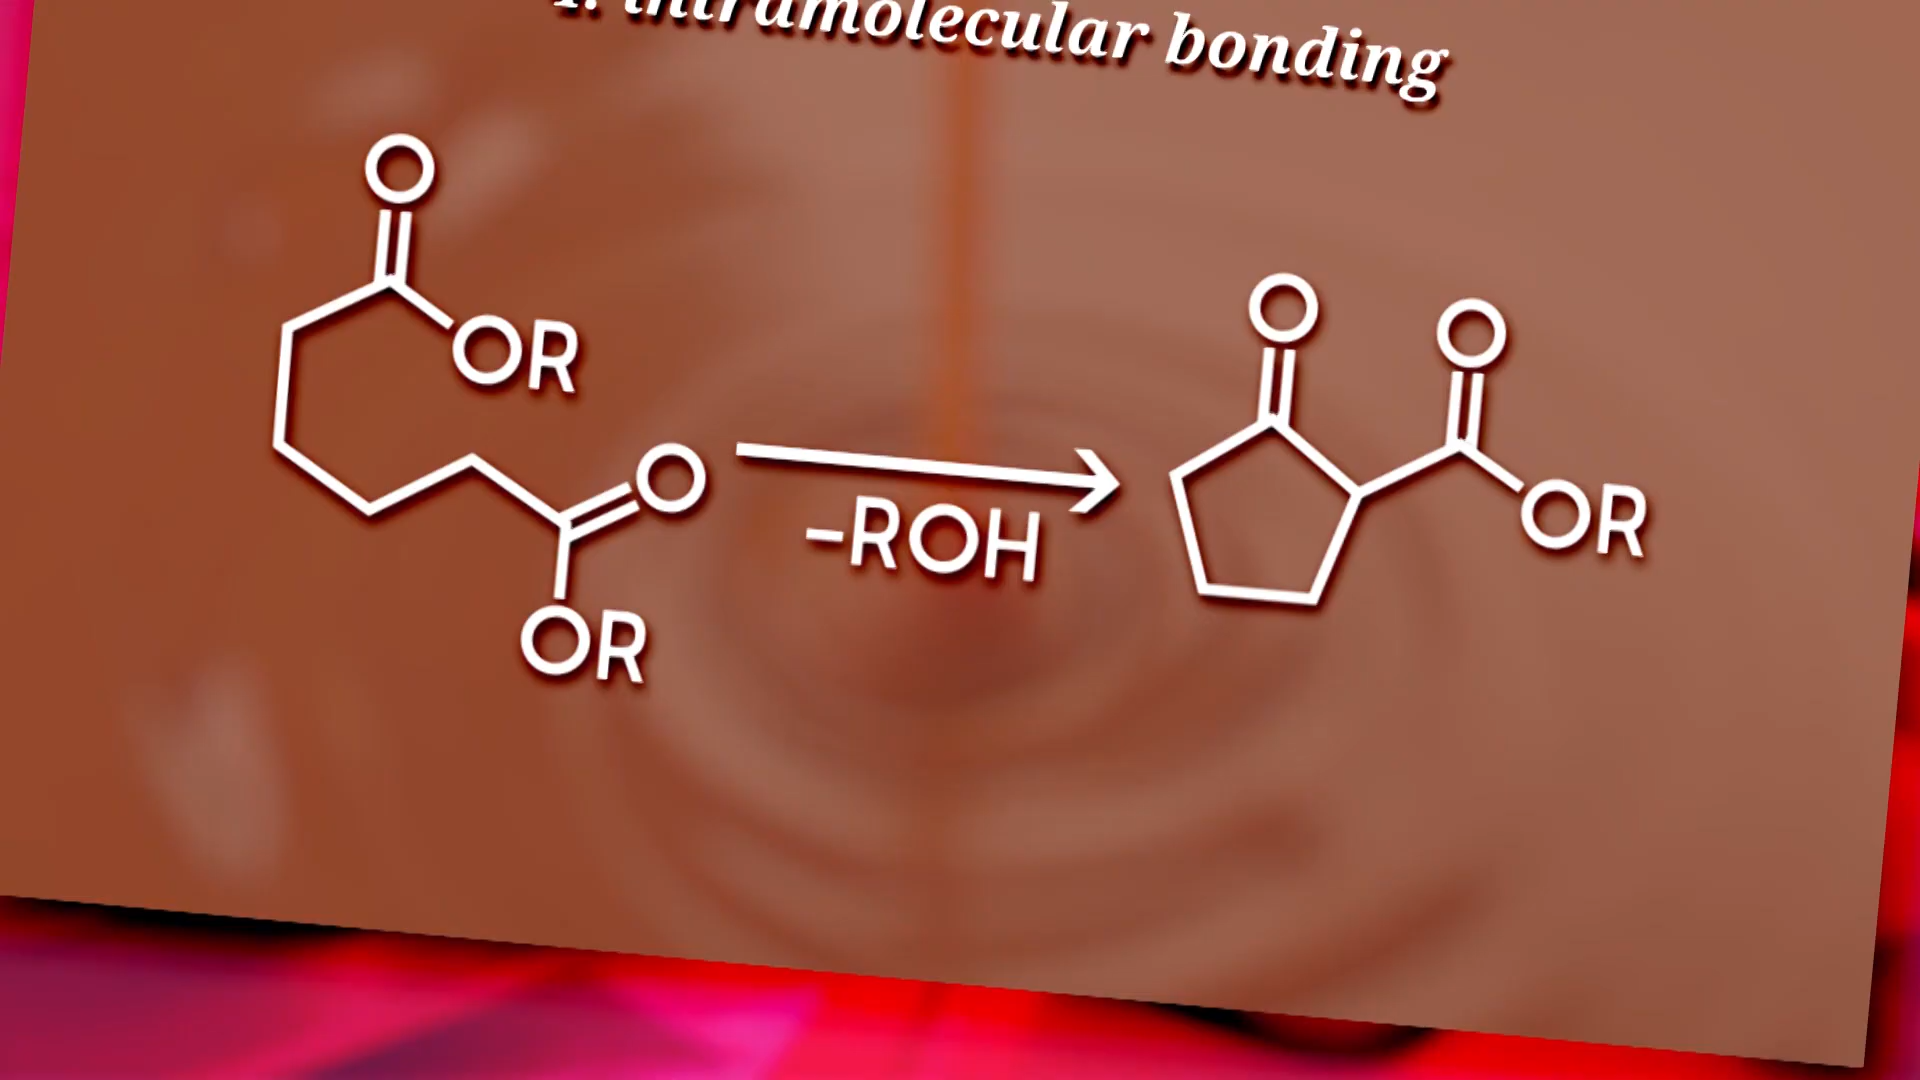 intramolecular bonding
O
OR
O
OR
–ROH
O
O
OR